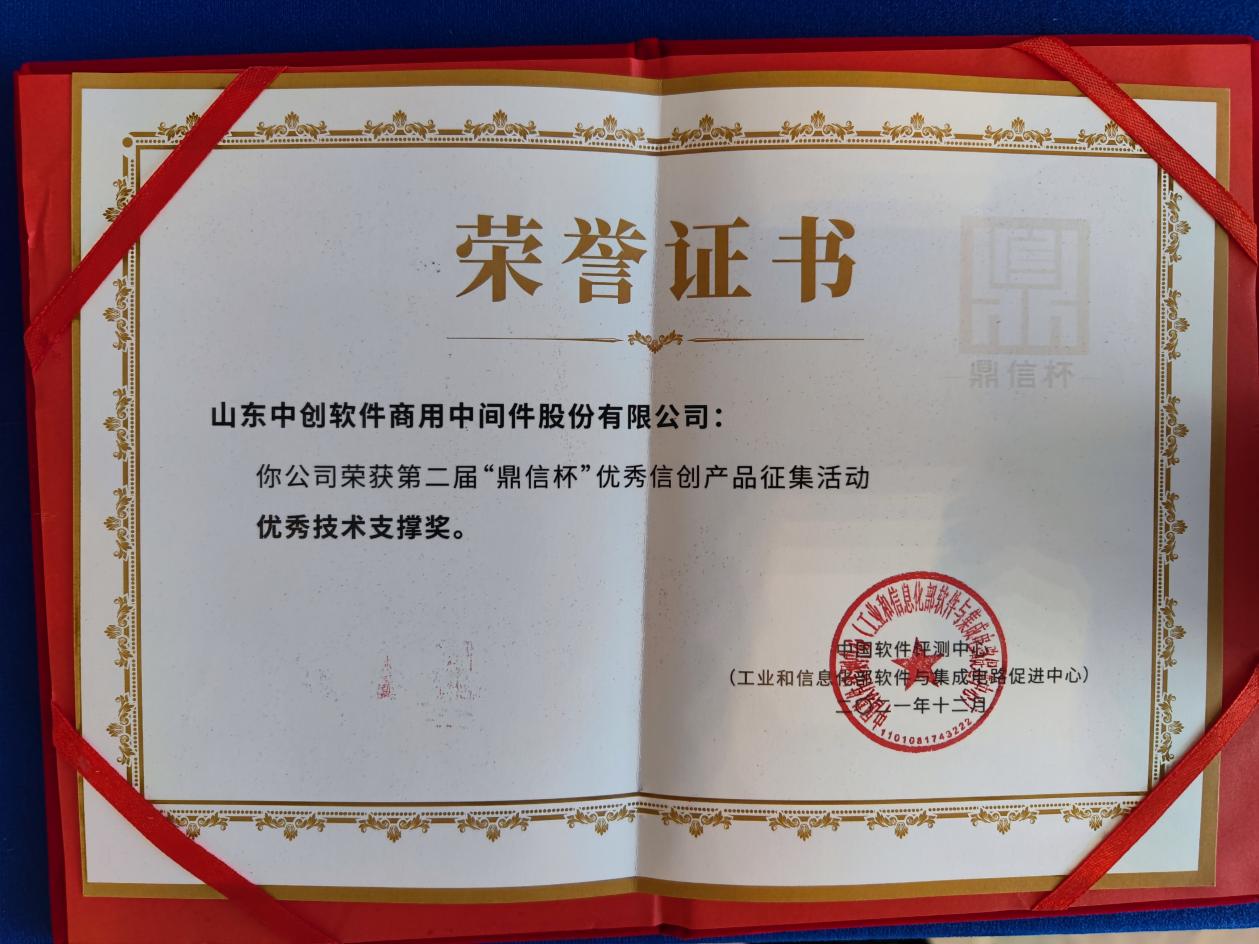 荣誉证书
鼎信杯
山东中创软件商用中间件股份有限公司：
你公司荣获第二届“鼎信杯”优秀信创产品征集活动
优秀技术支撑奖。
中国软件评测中心
（工业和信息化部软件与集成电路促进中心）
二〇二一年十二月
1101081743222